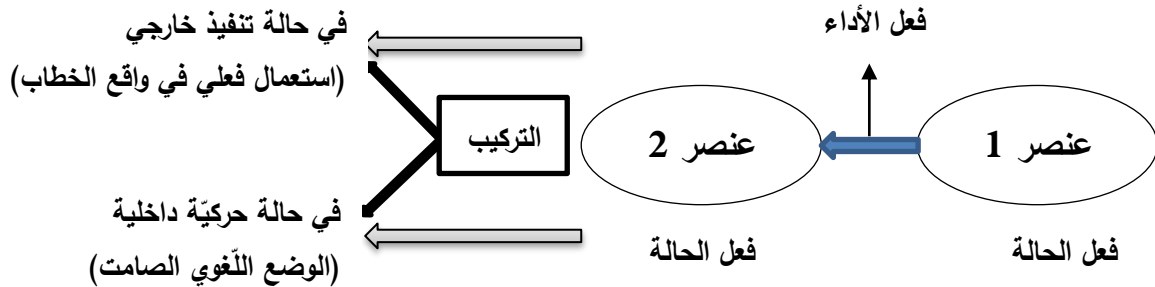 فعل الأداء
عنصر 1
عنصر 2
فعل الحالة
فعل الحالة
التركيب
في حالة تنفيذ خارجي
(استعمال فعلي في واقع الخطاب)
في حالة حركيّة داخلية
(الوضع اللّغوي الصامت)